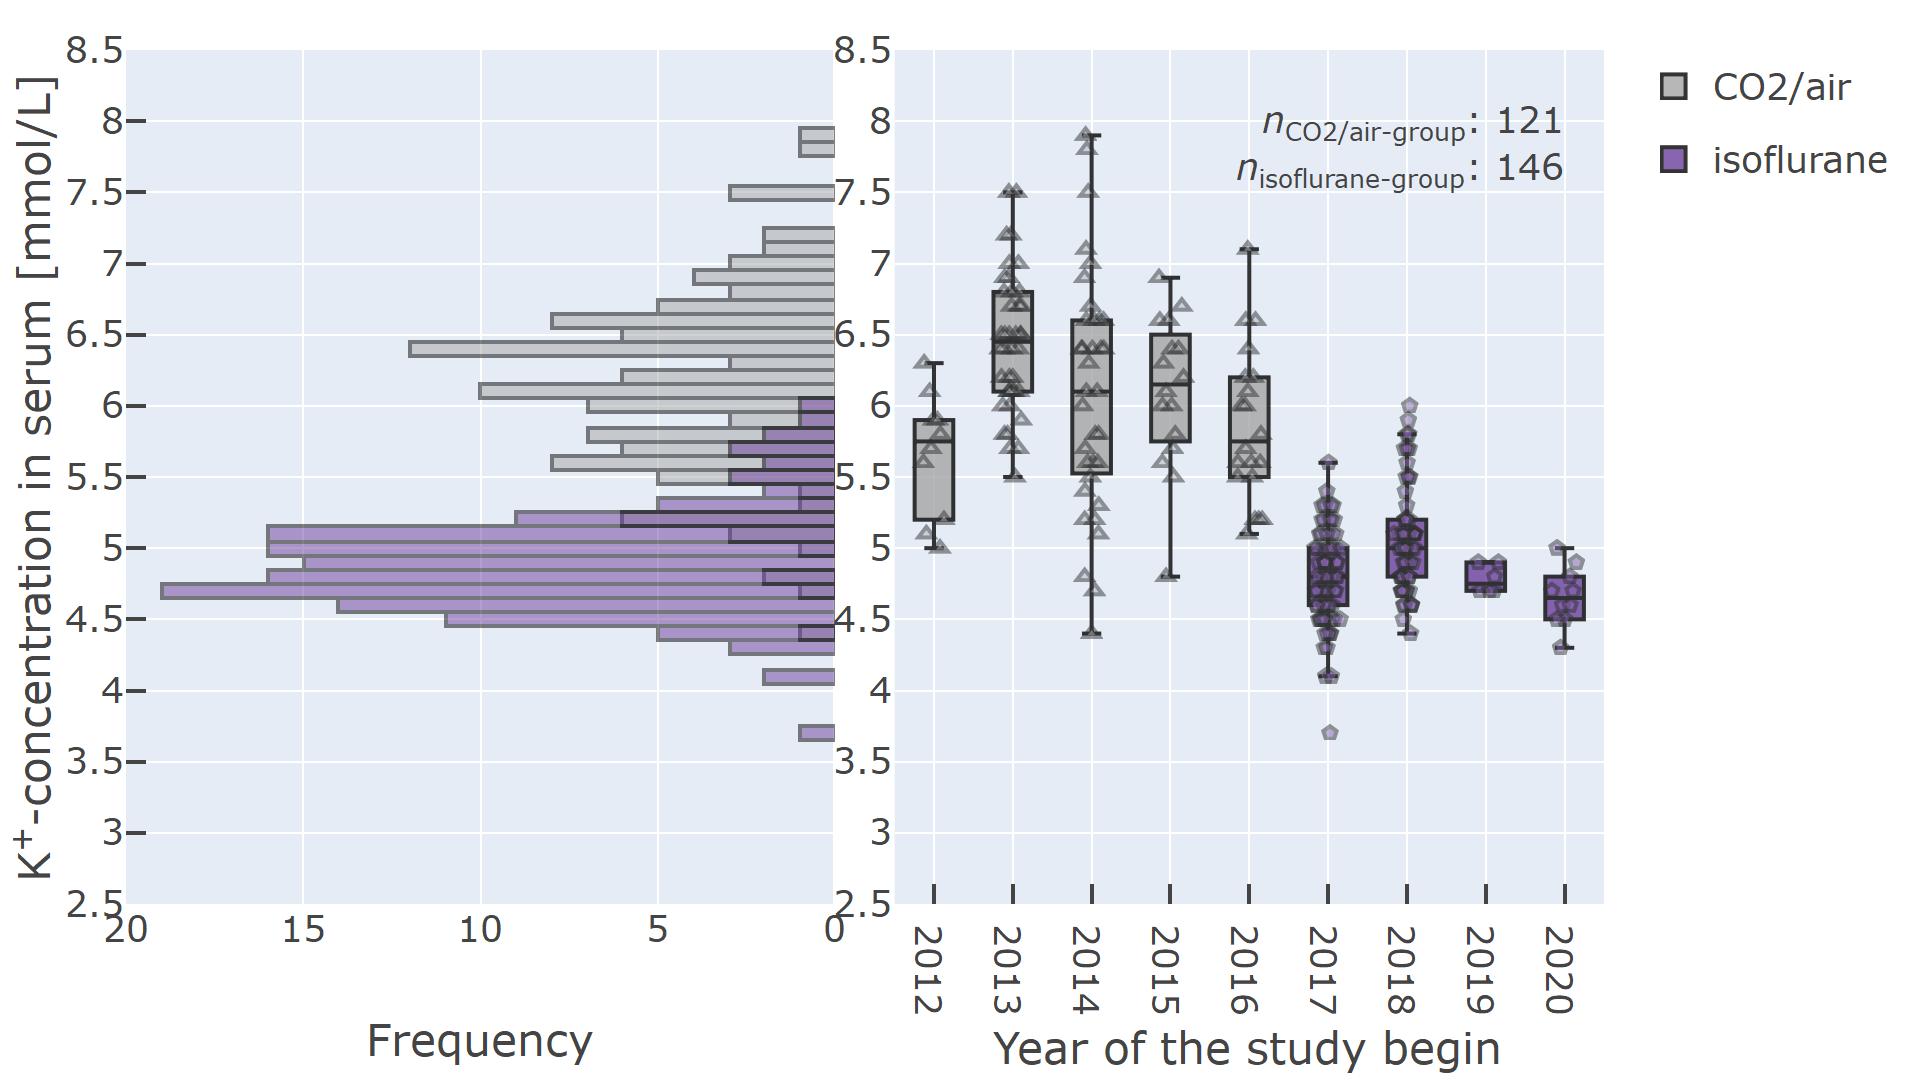 K+-concentration in serum [mmol/L]
8.5
8
7.5
7
6.5
6
5.5
5
4.5
4
3.5
3
2.5
20 15 10 5 0
Frequency
8.5
8
7.5
7
6.5
6
5.5
5
4.5
4
3.5
3
2.5
nCO2/air-group: 121
nisoflurane-group: 146
2012 2013 2014 2015 2016 2017 2018 2019 2020
Year of the study begin
CO2/air
isoflurane